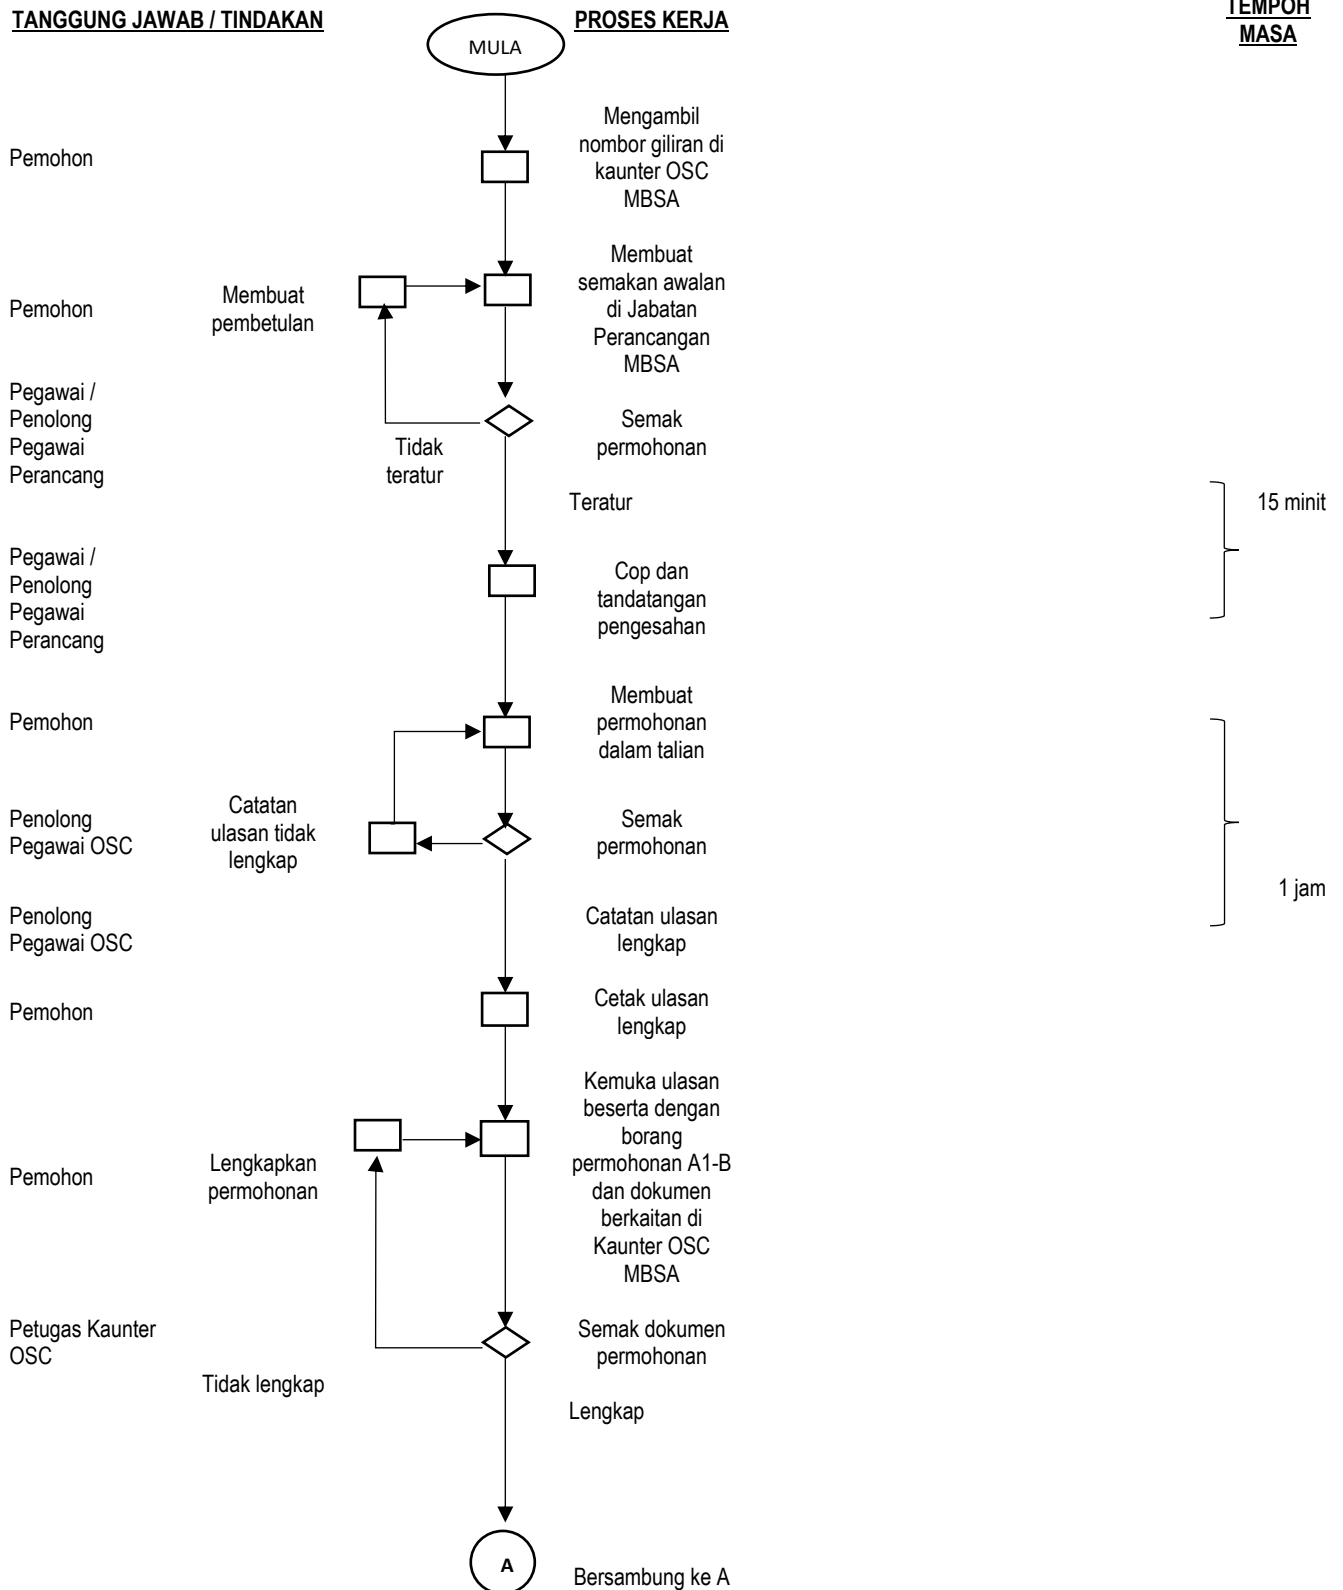 TANGGUNG JAWAB / TINDAKAN
PROSES KERJA
TEMPOH
MASA
MULA
Pemohon
Mengambil
nombor giliran di
kaunter OSC
MBSA
Pemohon
Membuat
pembetulan
Membuat
semakan awalan
di Jabatan
Perancangan
MBSA
Pegawai /
Penolong
Pegawai
Perancang
Tidak
teratur
Semak
permohonan
Teratur
15 minit
Pegawai /
Penolong
Pegawai
Perancang
Cop dan
tandatangan
pengesahan
Pemohon
Membuat
permohonan
dalam talian
Penolong
Pegawai OSC
Catatan
ulasan tidak
lengkap
Semak
permohonan
1 jam
Penolong
Pegawai OSC
Catatan ulasan
lengkap
Pemohon
Cetak ulasan
lengkap
Pemohon
Lengkapkan
permohonan
Kemuka ulasan
beserta dengan
borang
permohonan A1-B
dan dokumen
berkaitan di
Kaunter OSC
MBSA
Petugas Kaunter
OSC
Tidak lengkap
Semak dokumen
permohonan
Lengkap
A
Bersambung ke A